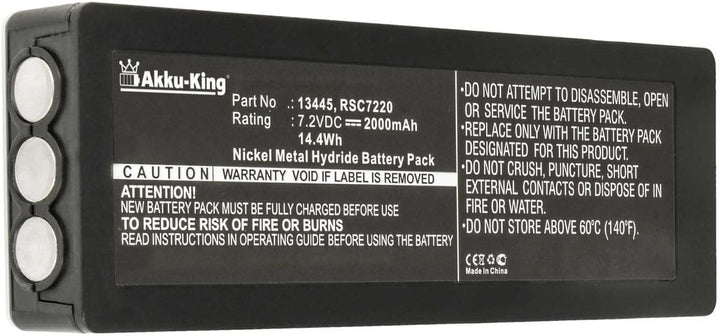 Akku-King
Part No : 13445, RSC7220
Rating : 7.2VDC 2000mAh
14.4Wh
Nickel Metal Hydride Battery Pack
CAUTION WARRANTY VOID IF LABEL IS REMOVED
ATTENTION!
NEW BATTERY PACK MUST BE FULLY CHARGED BEFORE USE
TO REDUCE RISK OF FIRE OR BURNS
READ INSTRUCTIONS IN OPERATING GUIDE BEFORE USING THE BATTERY
•DO NOT ATTEMPT TO DISASSEMBLE, OPEN
OR SERVICE THE BATTERY PACK.
•REPLACE ONLY WITH THE BATTERY PACK
DESIGNATED FOR THIS PRODUCT.
•DO NOT CRUSH, PUNCTURE, SHORT
EXTERNAL CONTACTS OR DISPOSE OF IN
FIRE OR WATER.
•DO NOT STORE ABOVE 60°C (140°F).
CE
Made In China